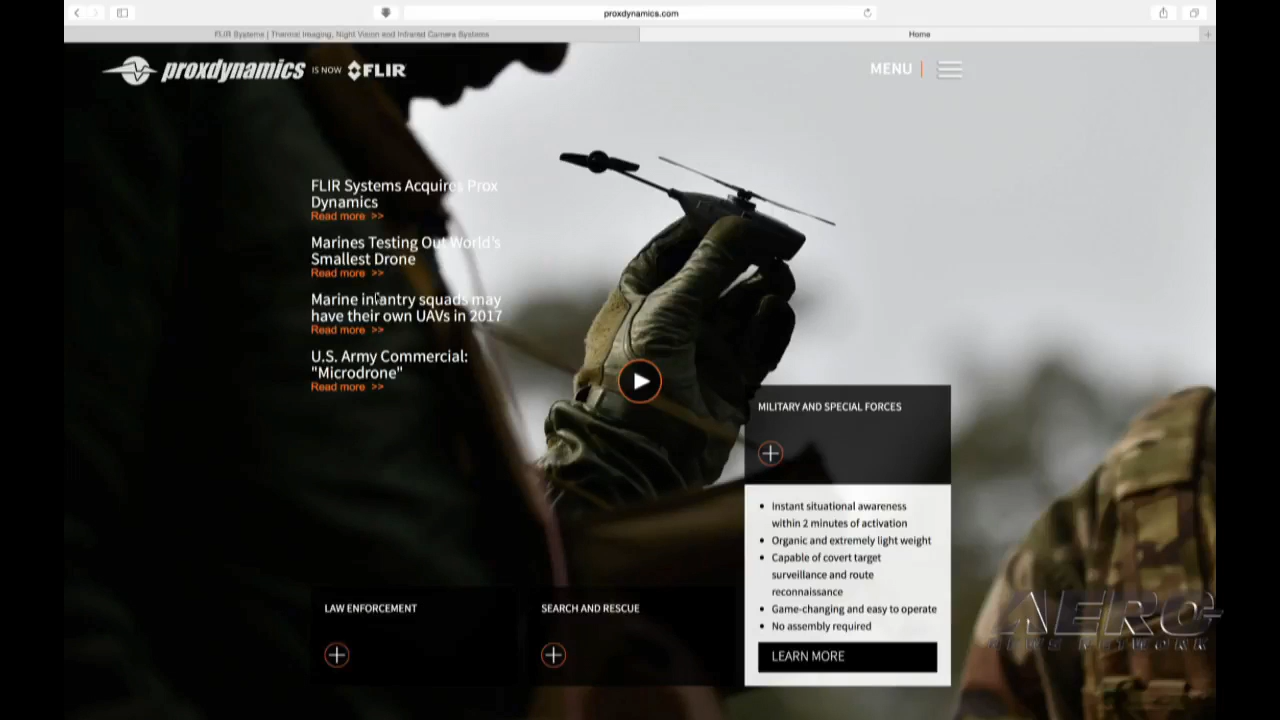 proxdynamics.com
FLIR Systems | Thermal Imaging, Night Vision and Infrared Camera Systems
Home
proxdynamics IS NOW FLIR
MENU
FLIR Systems Acquires Prox
Dynamics
Read more >>
Marines Testing Out World's
Smallest Drone
Read more >>
Marine infantry squads may
have their own UAVs in 2017
Read more >>
U.S. Army Commercial:
"Microdrone"
Read more >>
MILITARY AND SPECIAL FORCES
• Instant situational awareness
within 2 minutes of activation
• Organic and extremely light weight
• Capable of covert target
surveillance and route
reconnaissance
• Game-changing and easy to operate
• No assembly required
LEARN MORE
LAW ENFORCEMENT
SEARCH AND RESCUE
AERO-
NEWS NETWORK